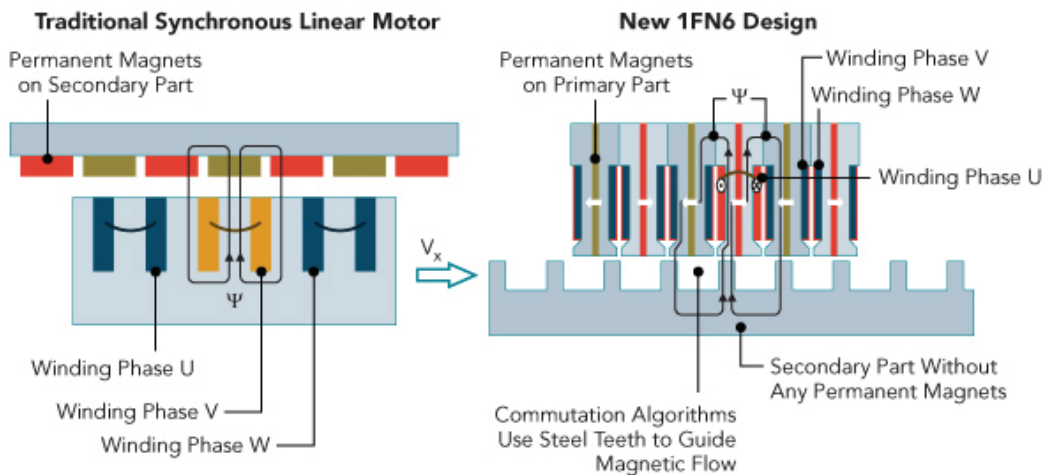 Traditional Synchronous Linear Motor
Permanent Magnets
on Secondary Part
Ψ
Winding Phase U
Winding Phase V
Winding Phase W
Vx
New 1FN6 Design
Permanent Magnets
on Primary Part
Ψ
Winding Phase V
Winding Phase W
Winding Phase U
Secondary Part Without
Any Permanent Magnets
Commutation Algorithms
Use Steel Teeth to Guide
Magnetic Flow